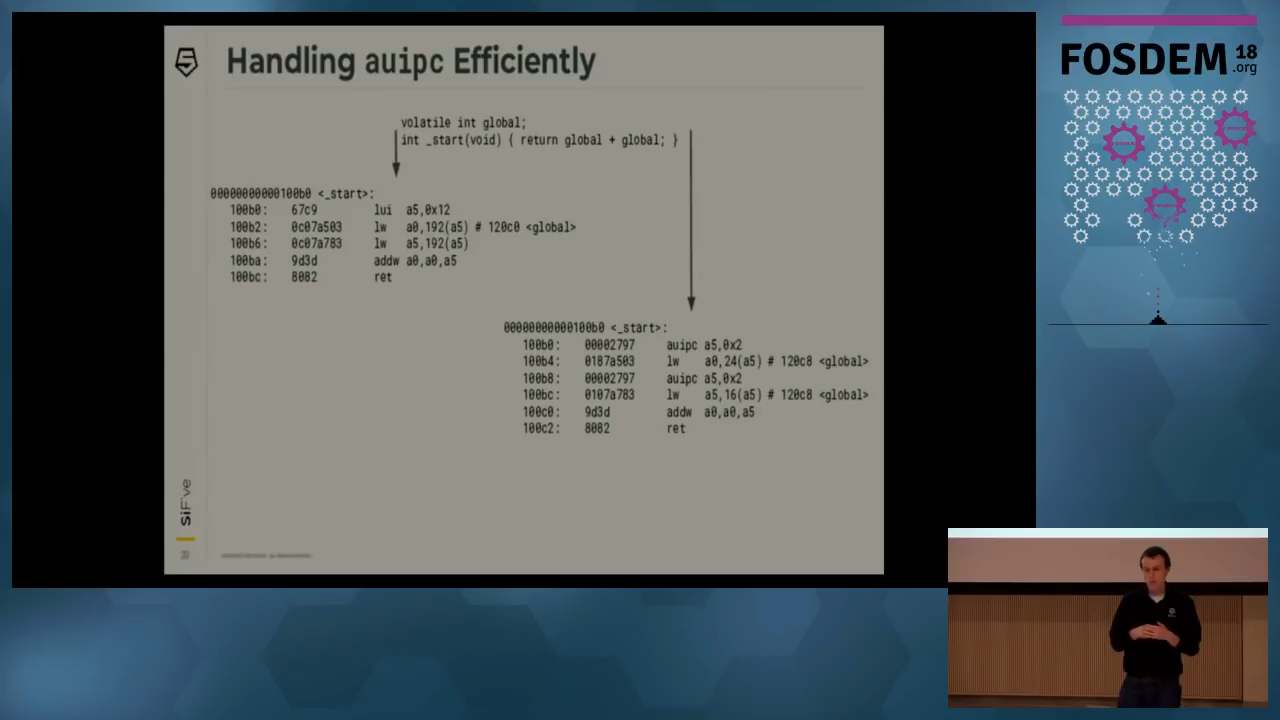 Handling auipc Efficiently
volatile int global;
int _start(void) { return global + global; }
00000000000100b0 <_start>:
100b0: 67c9 lui a5,0x12
100b2: 0c07a503 lw a0,192(a5) # 120c0 <global>
100b6: 0c07a783 lw a5,192(a5)
100ba: 9d3d addw a0,a0,a5
100bc: 8082 ret
00000000000100b0 <_start>:
100b0: 00002797 auipc a5,0x2
100b4: 0187a503 lw a0,24(a5) # 120c8 <global>
100b8: 00002797 auipc a5,0x2
100bc: 0107a783 lw a5,16(a5) # 120c8 <global>
100c0: 9d3d addw a0,a0,a5
100c2: 8082 ret
SiFive
FOSDEM 18
.org